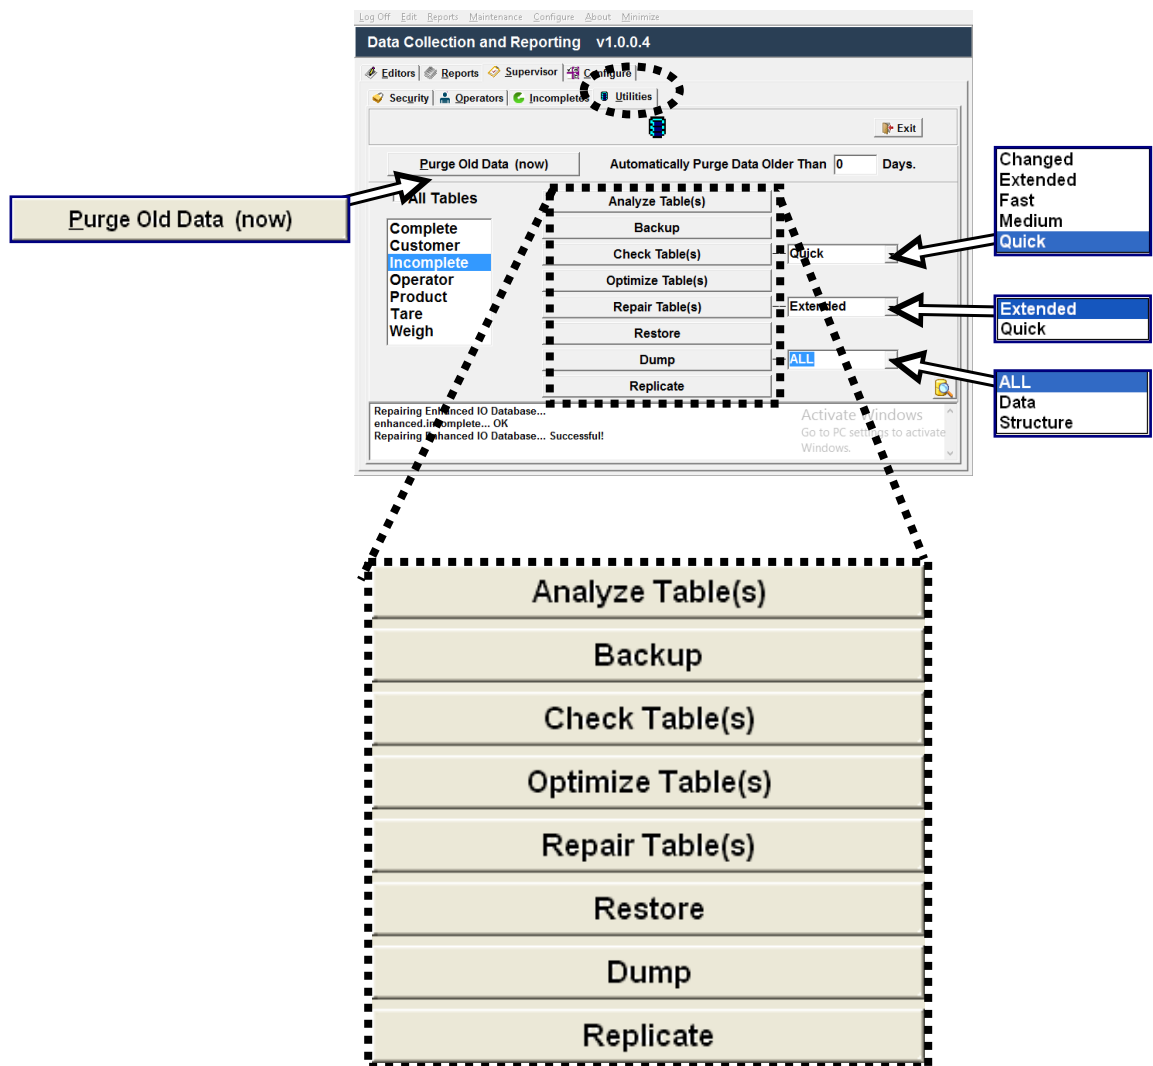 Log Off Edit Reports Maintenance Configure About Minimize
Data Collection and Reporting v1.0.0.4
Editors Reports Supervisor Configure
Security Operators Incompletes Utilities
Exit
Purge Old Data (now) Automatically Purge Data Older Than 0 Days.
Purge Old Data (now)
All Tables
Complete
Customer
Incomplete
Operator
Product
Tare
Weigh
Analyze Table(s)
Backup
Check Table(s) Quick
Optimize Table(s)
Repair Table(s) Extended
Restore
Dump ALL
Replicate
Changed
Extended
Fast
Medium
Quick
Extended
Quick
ALL
Data
Structure
Repairing Enhanced IO Database...
enhanced.incomplete... OK
Repairing Enhanced IO Database... Successful!
Activate Windows
Go to PC settings to activate
Windows.
Analyze Table(s)
Backup
Check Table(s)
Optimize Table(s)
Repair Table(s)
Restore
Dump
Replicate